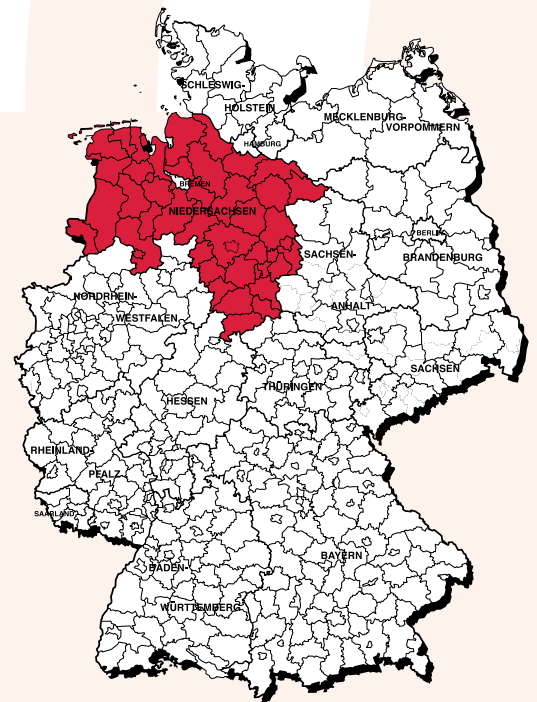 SCHLESWIG-
HOLSTEIN
MECKLENBURG-
VORPOMMERN
HAMBURG
BREMEN
NIEDERSACHSEN
BERLIN
SACHSEN-
BRANDENBURG
NORDRHEIN-
ANHALT
WESTFALEN
SACHSEN
THÜRINGEN
HESSEN
RHEINLAND-
PFALZ
SAARLAND
BAYERN
BADEN-
WÜRTTEMBERG